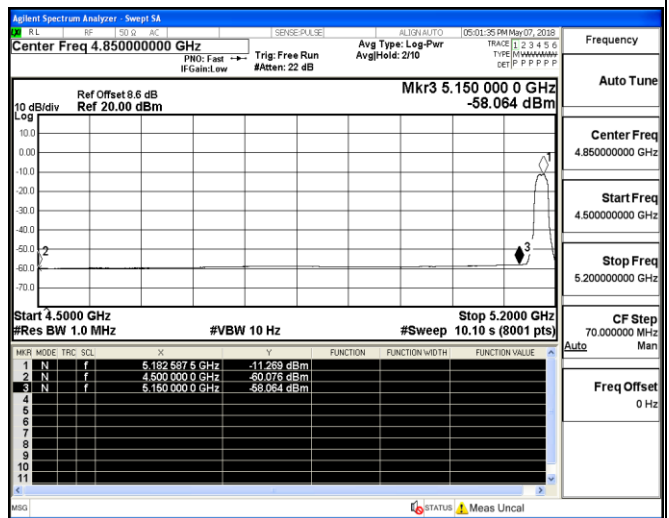 Agilent Spectrum Analyzer - Swept SA
RL RF 50 Ω AC SENSE:PULSE ALIGN AUTO 05:01:35 PM May 07, 2018
Center Freq 4.850000000 GHz
PNO: Fast
IFGain:Low
Trig: Free Run
#Atten: 22 dB
Avg Type: Log-Pwr
Avg|Hold: 2/10
TRACE 1 2 3 4 5 6
TYPE M W W W W W
DET P P P P P P
Ref Offset 8.6 dB
Ref 20.00 dBm
10 dB/div
Log
Mkr3 5.150 000 0 GHz
-58.064 dBm
10.0
0.00
-10.0
-20.0
-30.0
-40.0
-50.0
-60.0
-70.0
1
2
3
Start 4.5000 GHz Stop 5.2000 GHz
#Res BW 1.0 MHz #VBW 10 Hz #Sweep 10.10 s (8001 pts)
MKR MODE TRC SCL X Y FUNCTION FUNCTION WIDTH FUNCTION VALUE
1 N f 5.182 587 5 GHz -11.269 dBm
2 N f 4.500 000 0 GHz -60.076 dBm
3 N f 5.150 000 0 GHz -58.064 dBm
4
5
6
7
8
9
10
11
MSG STATUS Meas Uncal
Frequency
Auto Tune
Center Freq
4.850000000 GHz
Start Freq
4.500000000 GHz
Stop Freq
5.200000000 GHz
CF Step
70.000000 MHz
Auto Man
Freq Offset
0 Hz